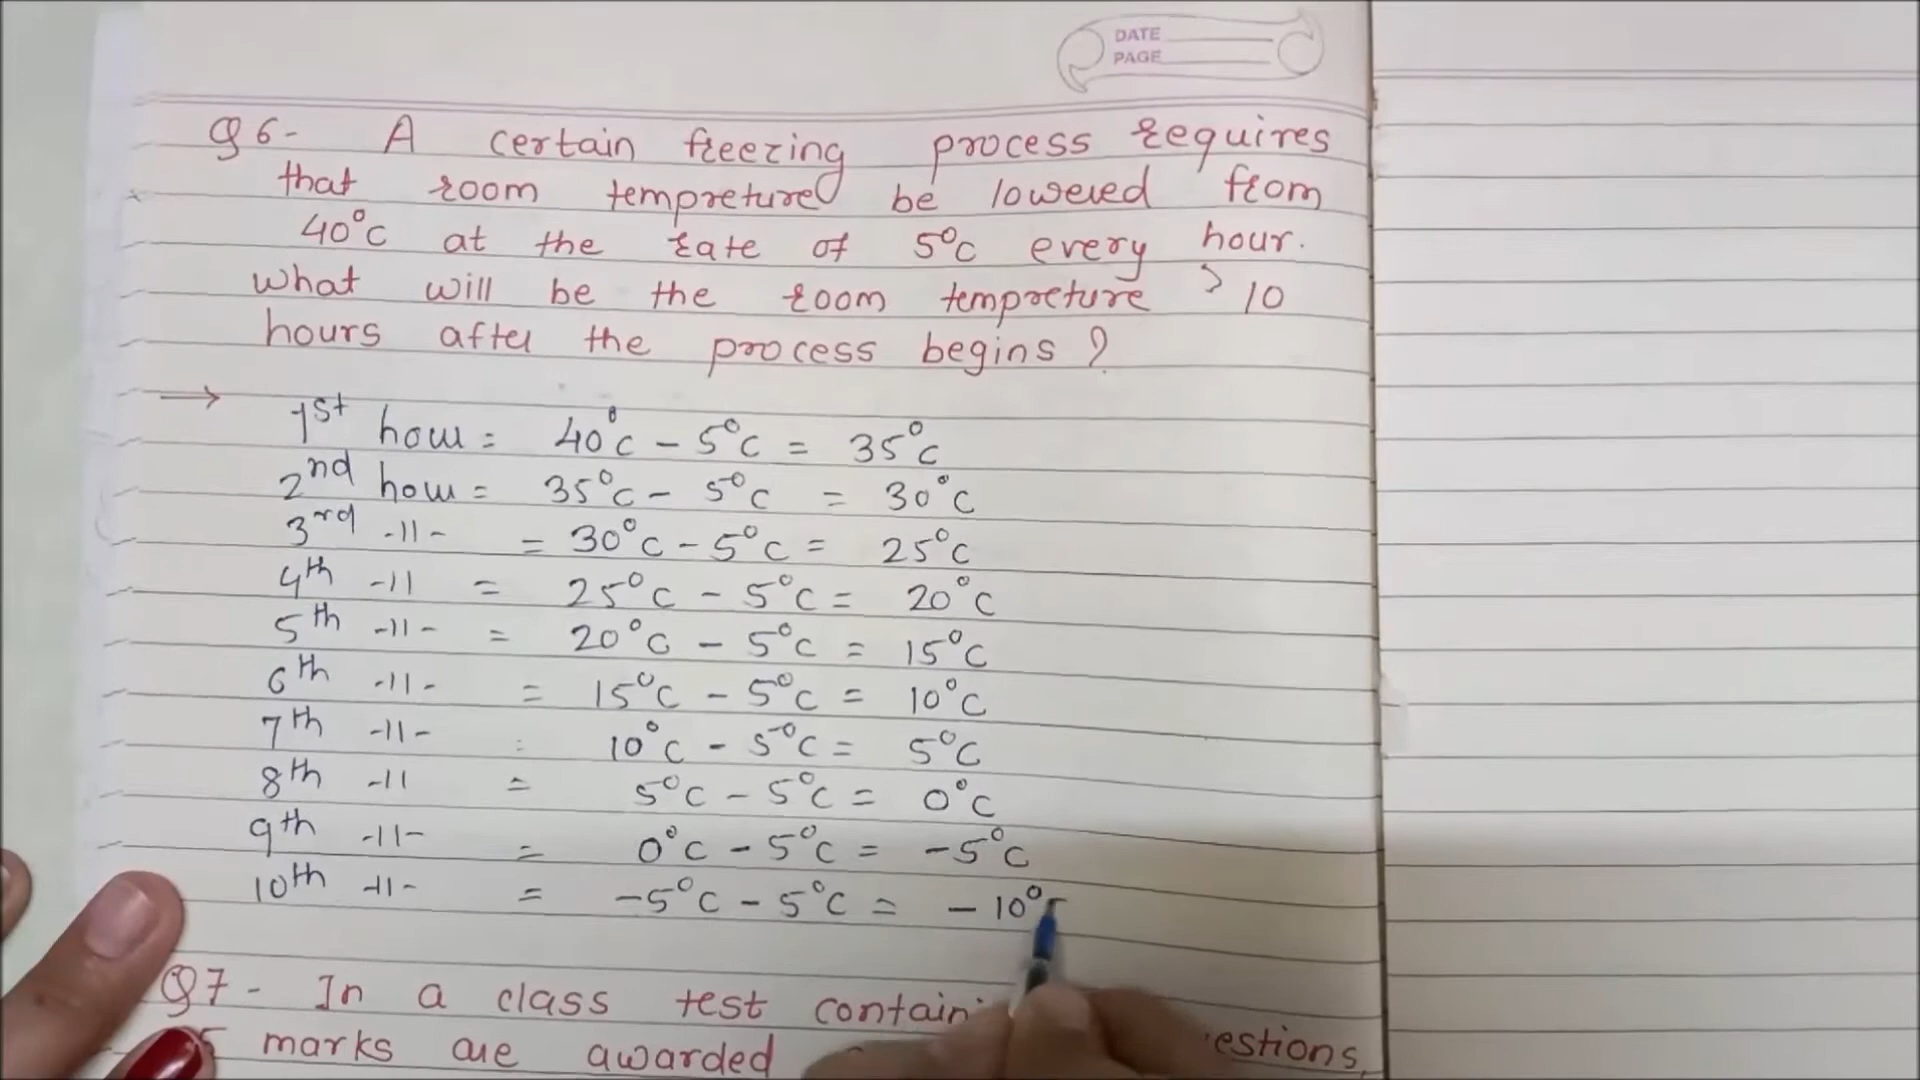 DATE
PAGE
Q6- A certain freezing process requires
that room tempreture be lowered from
40°C at the rate of 5°C every hour.
what will be the room tempreture 10
hours after the process begins ?
→ 1st hour = 40°C - 5°C = 35°C
2nd hour = 35°C - 5°C = 30°C
3rd -11- = 30°C - 5°C = 25°C
4th -11 = 25°C - 5°C = 20°C
5th -11- = 20°C - 5°C = 15°C
6th -11- = 15°C - 5°C = 10°C
7th -11- : 10°C - 5°C = 5°C
8th -11 = 5°C - 5°C = 0°C
9th -11- = 0°C - 5°C = -5°C
10th -11- = -5°C - 5°C = -10°
Q7- In a class test contain estions,
5 marks are awarded